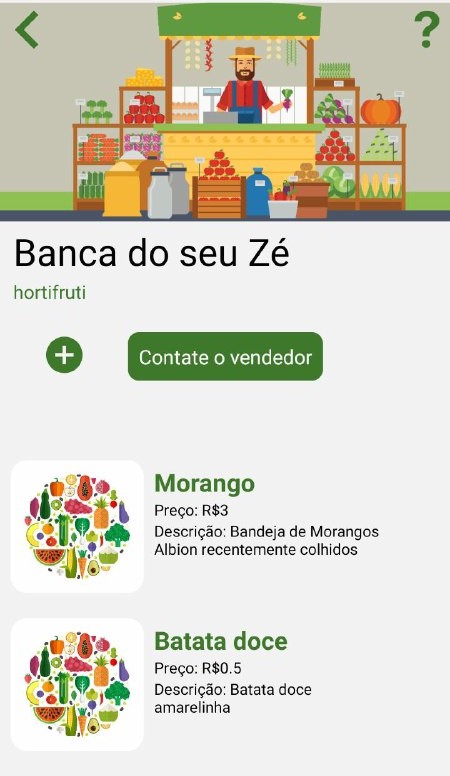 ?
Banca do seu Zé
hortifruti
+
Contate o vendedor
Morango
Preço: R$3
Descrição: Bandeja de Morangos
Albion recentemente colhidos
Batata doce
Preço: R$0.5
Descrição: Batata doce
amarelinha